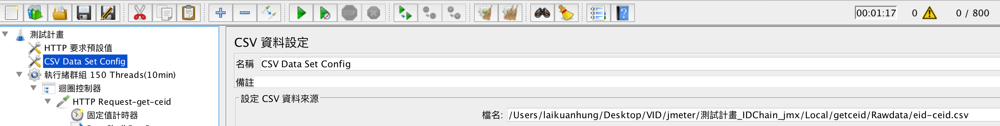 STOP
00:01:17 0 0 / 800
測試計畫
HTTP 要求預設值
CSV Data Set Config
執行緒群組 150 Threads(10min)
迴圈控制器
HTTP Request-get-ceid
固定值計時器
CSV 資料設定
名稱 CSV Data Set Config
備註
設定 CSV 資料來源
檔名: /Users/laikuanhung/Desktop/VID/jmeter/測試計畫_IDChain_jmx/Local/getceid/Rawdata/eid-ceid.csv